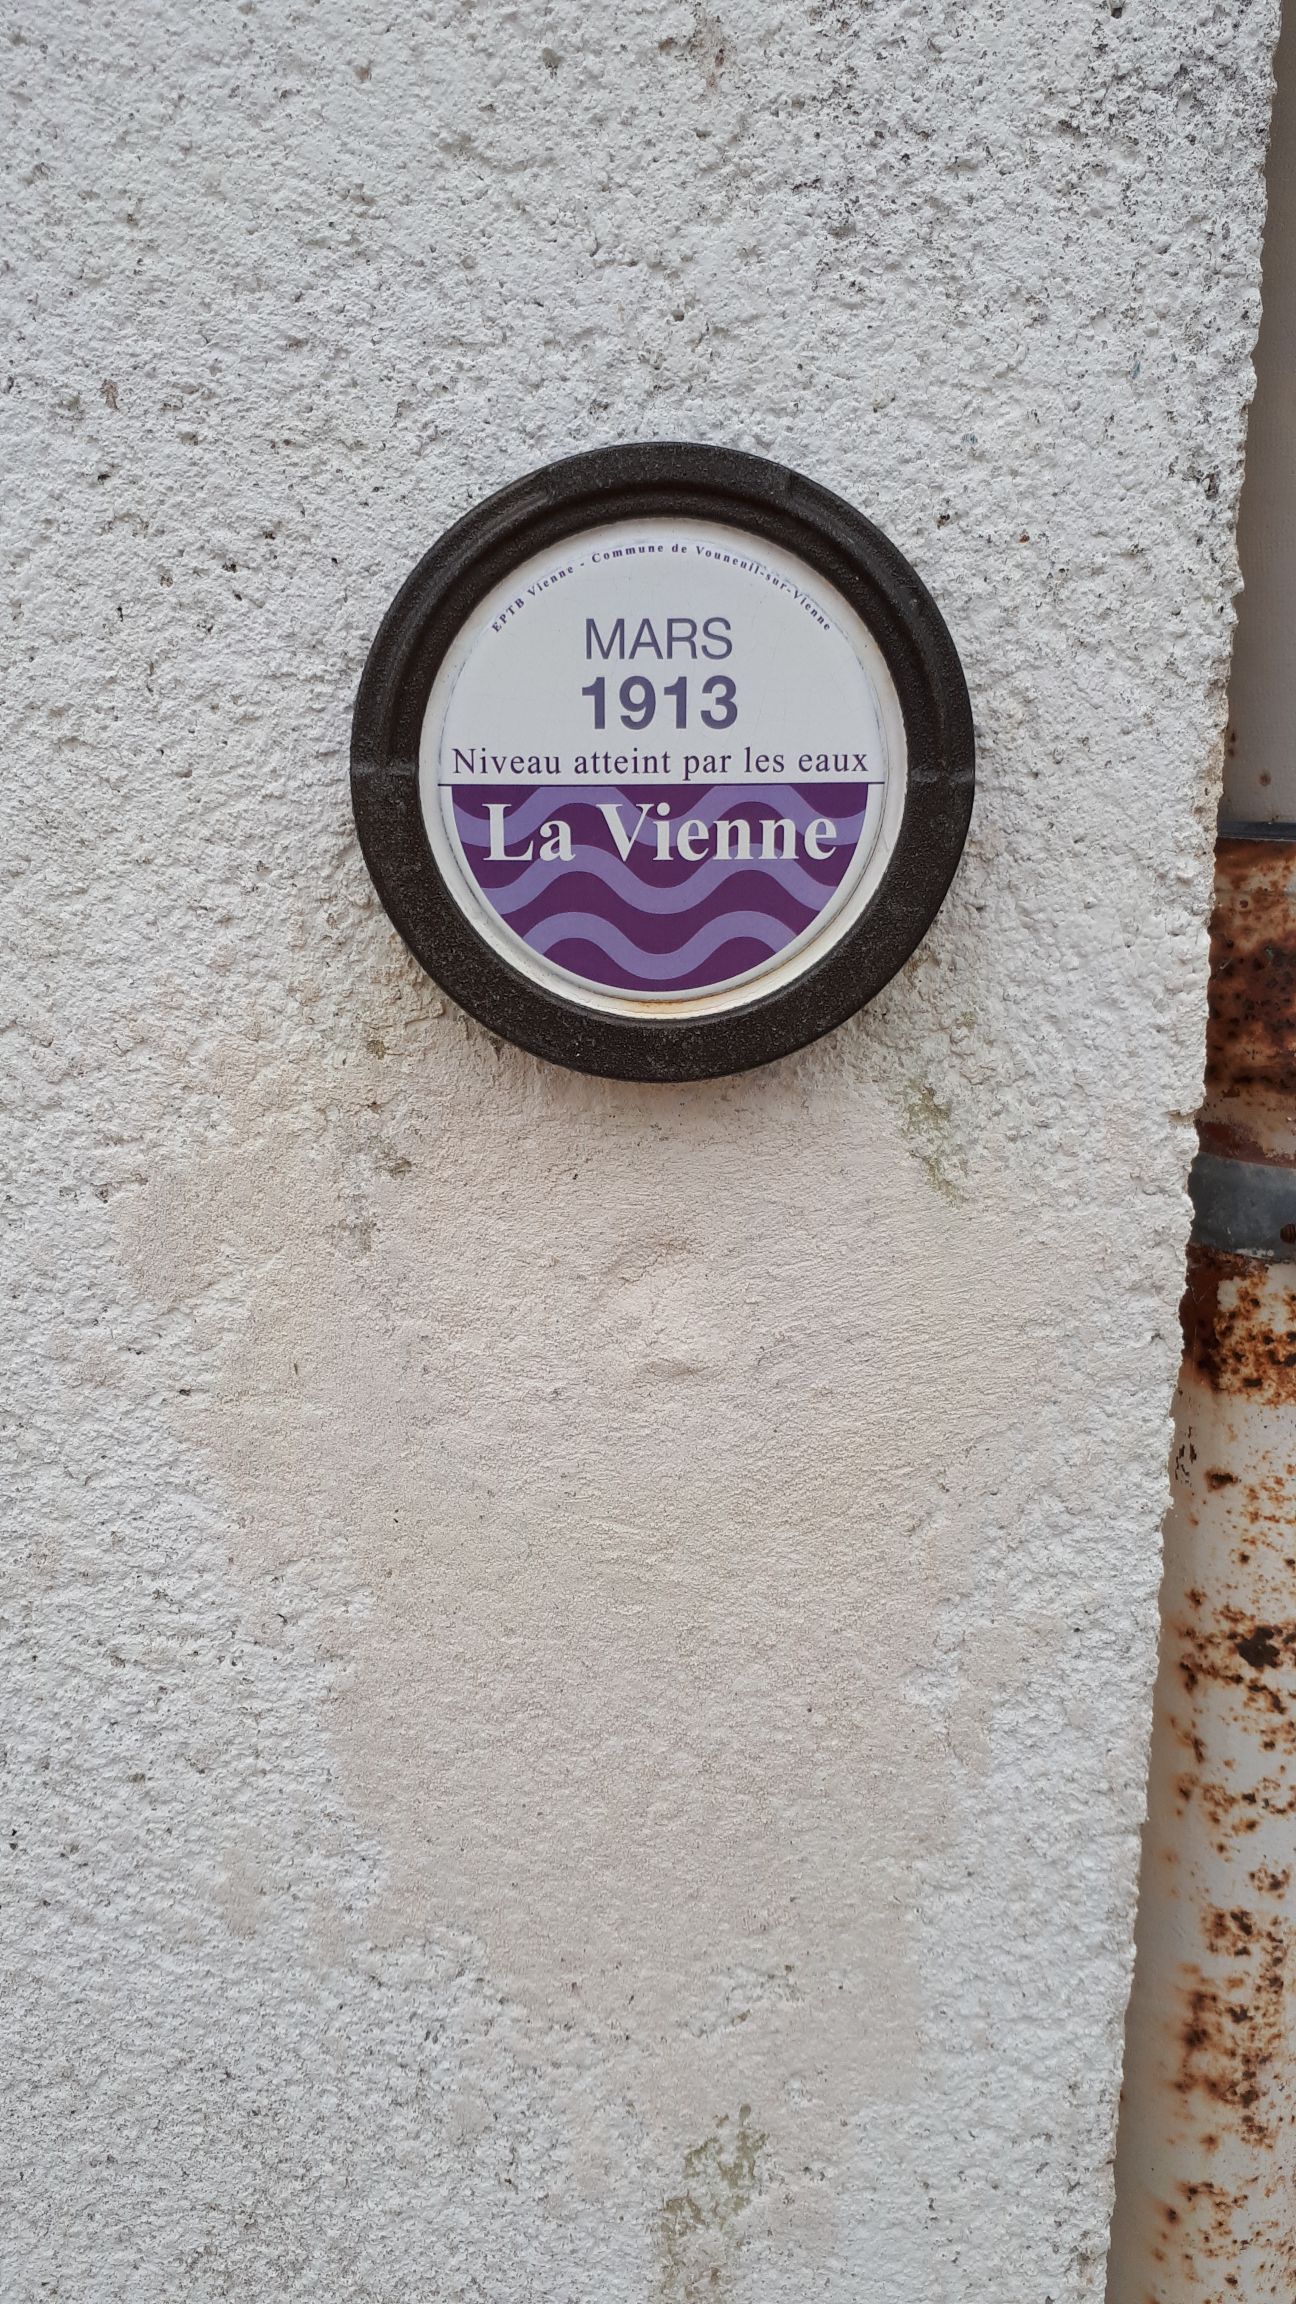 EPTB Vienne - Commune de Vouneuil-sur-Vienne
MARS
1913
Niveau atteint par les eaux
La Vienne